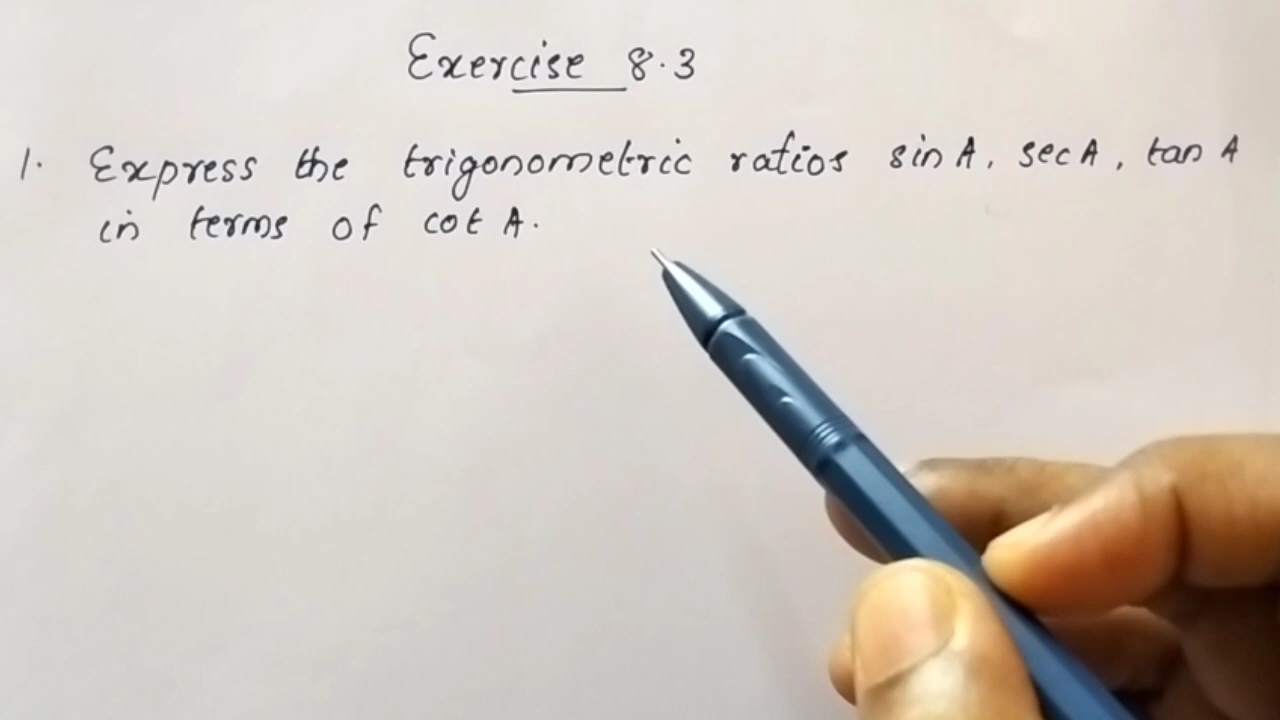 Exercise 8.3
1. Express the trigonometric ratios sin A, sec A, tan A
in terms of cot A.